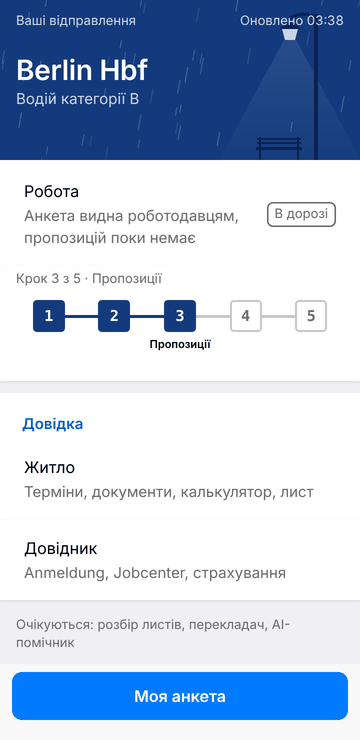 Ваші відправлення
Оновлено 03:38
Berlin Hbf
Водій категорії B
Робота
Анкета видна роботодавцям,
пропозицій поки немає
В дорозі
Крок 3 з 5 · Пропозиції
1 2 3 4 5
Пропозиції
Довідка
Житло
Терміни, документи, калькулятор, лист
Довідник
Anmeldung, Jobcenter, страхування
Очікуються: розбір листів, перекладач, AI-
помічник
Моя анкета